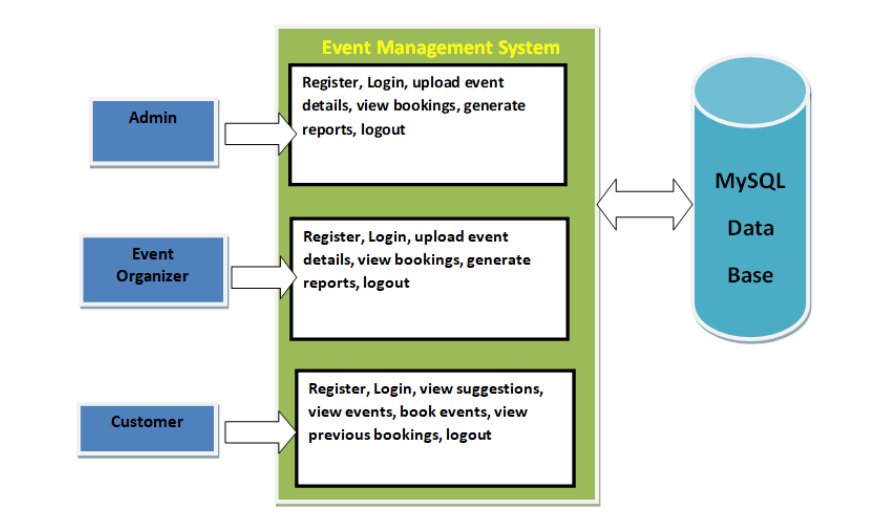 Event Management System
Admin
Register, Login, upload event
details, view bookings, generate
reports, logout
Event
Organizer
Register, Login, upload event
details, view bookings, generate
reports, logout
Customer
Register, Login, view suggestions,
view events, book events, view
previous bookings, logout
MySQL
Data
Base